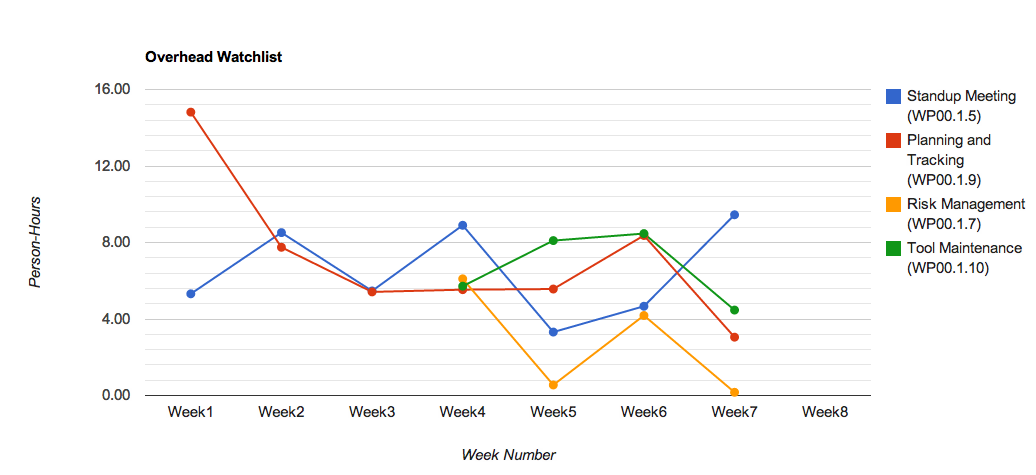 Overhead Watchlist
16.00
12.00
8.00
4.00
0.00
Person-Hours
Week1
Week2
Week3
Week4
Week5
Week6
Week7
Week8
Week Number
Standup Meeting
(WP00.1.5)
Planning and
Tracking
(WP00.1.9)
Risk Management
(WP00.1.7)
Tool Maintenance
(WP00.1.10)